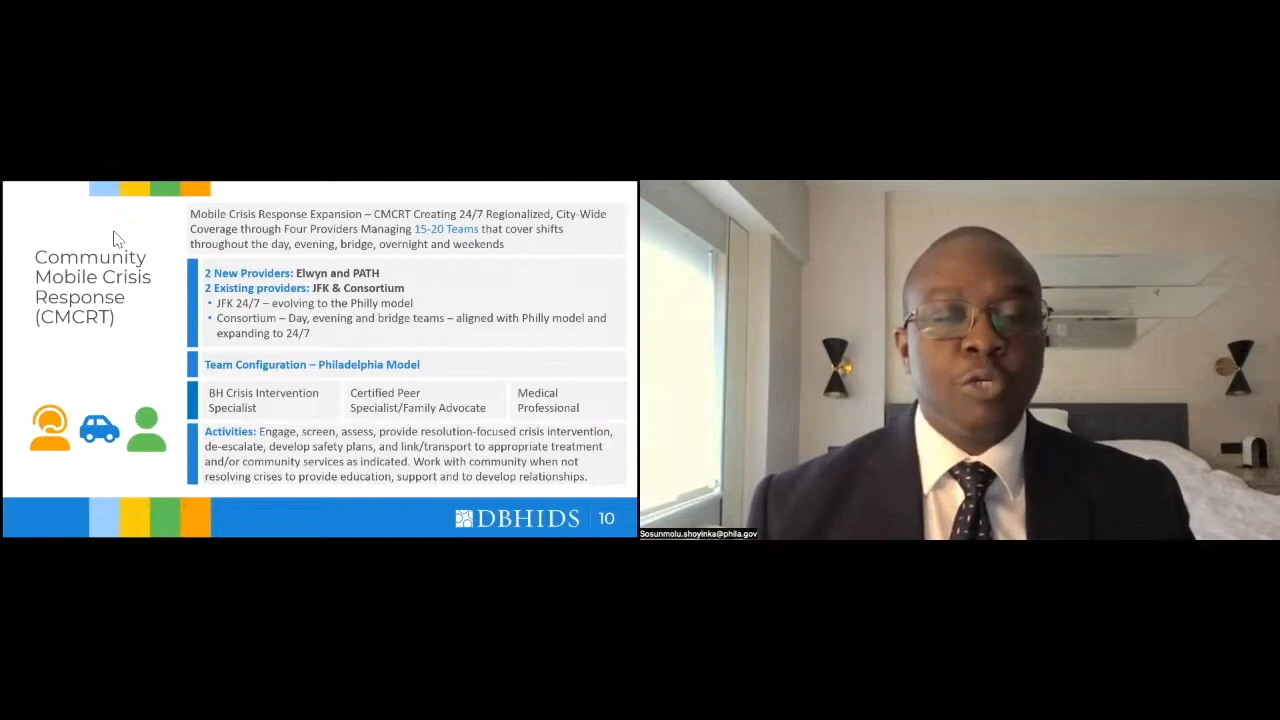 Mobile Crisis Response Expansion – CMCRT Creating 24/7 Regionalized, City-Wide
Coverage through Four Providers Managing 15-20 Teams that cover shifts
throughout the day, evening, bridge, overnight and weekends
Community
Mobile Crisis
Response
(CMCRT)
2 New Providers: Elwyn and PATH
2 Existing providers: JFK & Consortium
• JFK 24/7 – evolving to the Philly model
• Consortium – Day, evening and bridge teams – aligned with Philly model and
expanding to 24/7
Team Configuration – Philadelphia Model
BH Crisis Intervention
Specialist
Certified Peer
Specialist/Family Advocate
Medical
Professional
Activities: Engage, screen, assess, provide resolution-focused crisis intervention,
de-escalate, develop safety plans, and link/transport to appropriate treatment
and/or community services as indicated. Work with community when not
resolving crises to provide education, support and to develop relationships.
DBHIDS 10
Sosunmolu.shoyinka@phila.gov